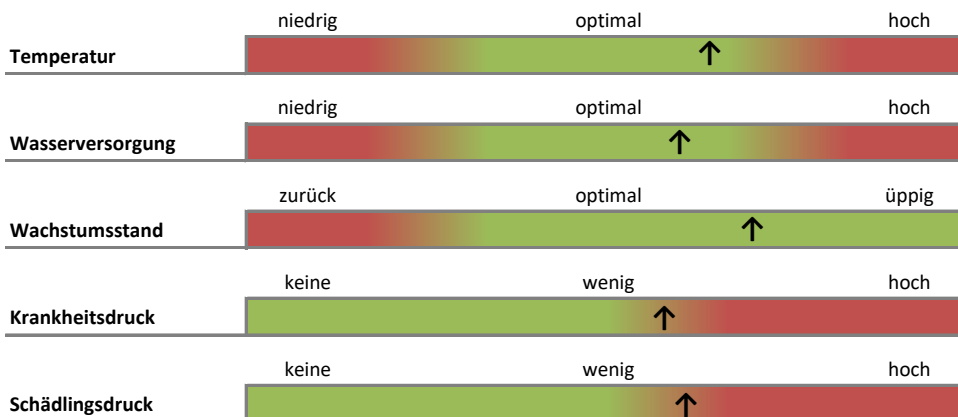 niedrig optimal hoch
Temperatur
niedrig optimal hoch
Wasserversorgung
zurück optimal üppig
Wachstumsstand
keine wenig hoch
Krankheitsdruck
keine wenig hoch
Schädlingsdruck